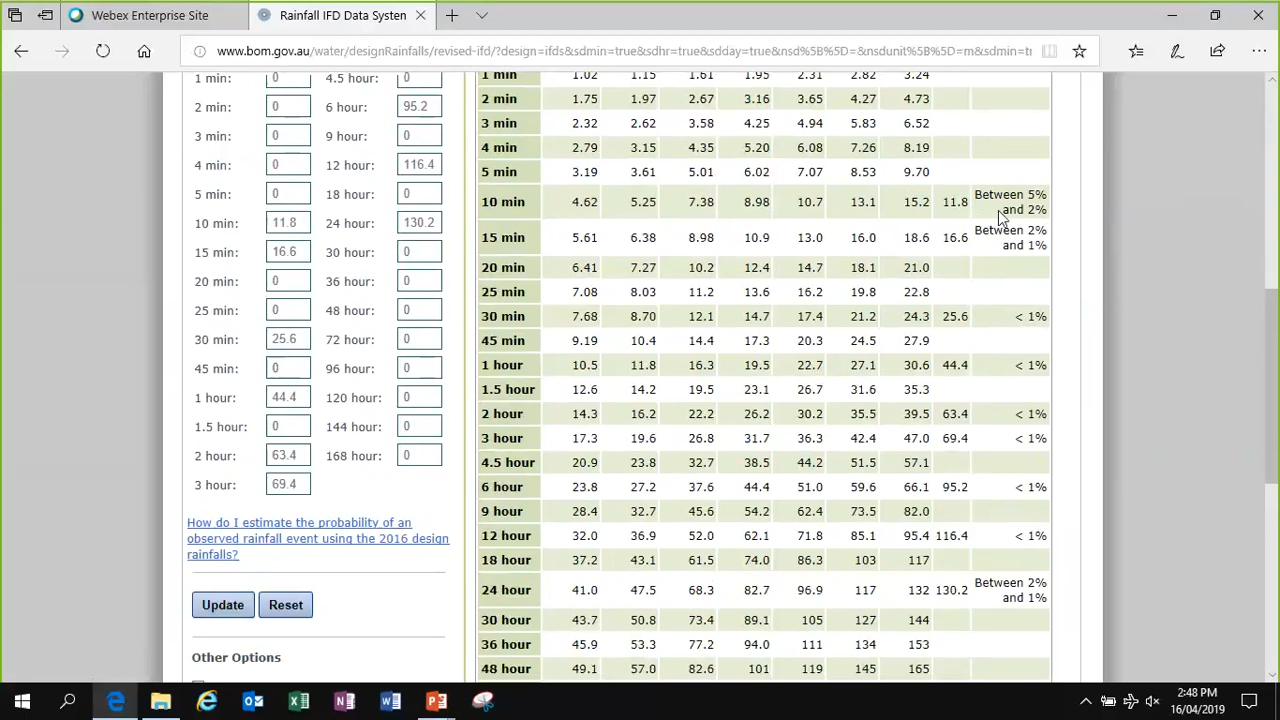 Webex Enterprise Site
Rainfall IFD Data System
www.bom.gov.au/water/designRainfalls/revised-ifd/?design=ifds&sdmin=true&sdhr=true&sdday=true&nsd%5B%5D=&nsdunit%5B%5D=m&sdmin=tr
1 min: 0 4.5 hour: 0
2 min: 0 6 hour: 95.2
3 min: 0 9 hour: 0
4 min: 0 12 hour: 116.4
5 min: 0 18 hour: 0
10 min: 11.8 24 hour: 130.2
15 min: 16.6 30 hour: 0
20 min: 0 36 hour: 0
25 min: 0 48 hour: 0
30 min: 25.6 72 hour: 0
45 min: 0 96 hour: 0
1 hour: 44.4 120 hour: 0
1.5 hour: 0 144 hour: 0
2 hour: 63.4 168 hour: 0
3 hour: 69.4
How do I estimate the probability of an
observed rainfall event using the 2016 design
rainfalls?
Update Reset
Other Options
1 min 1.02 1.15 1.61 1.95 2.31 2.82 3.24
2 min 1.75 1.97 2.67 3.16 3.65 4.27 4.73
3 min 2.32 2.62 3.58 4.25 4.94 5.83 6.52
4 min 2.79 3.15 4.35 5.20 6.08 7.26 8.19
5 min 3.19 3.61 5.01 6.02 7.07 8.53 9.70
10 min 4.62 5.25 7.38 8.98 10.7 13.1 15.2 11.8 Between 5%
and 2%
15 min 5.61 6.38 8.98 10.9 13.0 16.0 18.6 16.6 Between 2%
and 1%
20 min 6.41 7.27 10.2 12.4 14.7 18.1 21.0
25 min 7.08 8.03 11.2 13.6 16.2 19.8 22.8
30 min 7.68 8.70 12.1 14.7 17.4 21.2 24.3 25.6 < 1%
45 min 9.19 10.4 14.4 17.3 20.3 24.5 27.9
1 hour 10.5 11.8 16.3 19.5 22.7 27.1 30.6 44.4 < 1%
1.5 hour 12.6 14.2 19.5 23.1 26.7 31.6 35.3
2 hour 14.3 16.2 22.2 26.2 30.2 35.5 39.5 63.4 < 1%
3 hour 17.3 19.6 26.8 31.7 36.3 42.4 47.0 69.4 < 1%
4.5 hour 20.9 23.8 32.7 38.5 44.2 51.5 57.1
6 hour 23.8 27.2 37.6 44.4 51.0 59.6 66.1 95.2 < 1%
9 hour 28.4 32.7 45.6 54.2 62.4 73.5 82.0
12 hour 32.0 36.9 52.0 62.1 71.8 85.1 95.4 116.4 < 1%
18 hour 37.2 43.1 61.5 74.0 86.3 103 117
24 hour 41.0 47.5 68.3 82.7 96.9 117 132 130.2 Between 2%
and 1%
30 hour 43.7 50.8 73.4 89.1 105 127 144
36 hour 45.9 53.3 77.2 94.0 111 134 153
48 hour 49.1 57.0 82.6 101 119 145 165
2:48 PM
16/04/2019